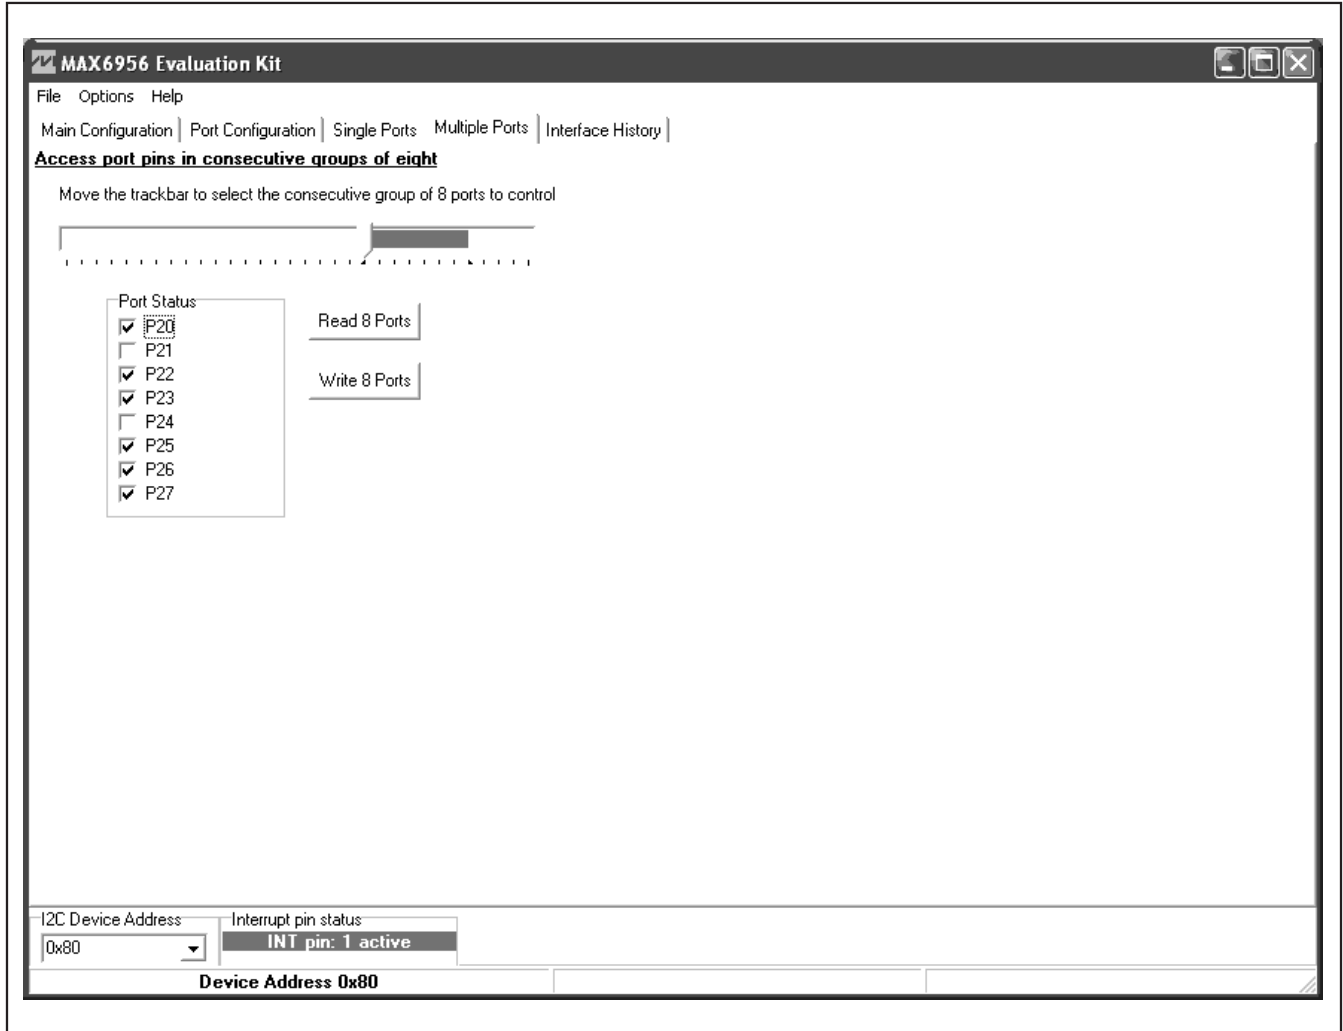 MAX6956 Evaluation Kit
File Options Help
Main Configuration Port Configuration Single Ports Multiple Ports Interface History
Access port pins in consecutive groups of eight
Move the trackbar to select the consecutive group of 8 ports to control
Port Status
P20
P21
P22
P23
P24
P25
P26
P27
Read 8 Ports
Write 8 Ports
I2C Device Address
0x80
Interrupt pin status
INT pin: 1 active
Device Address 0x80